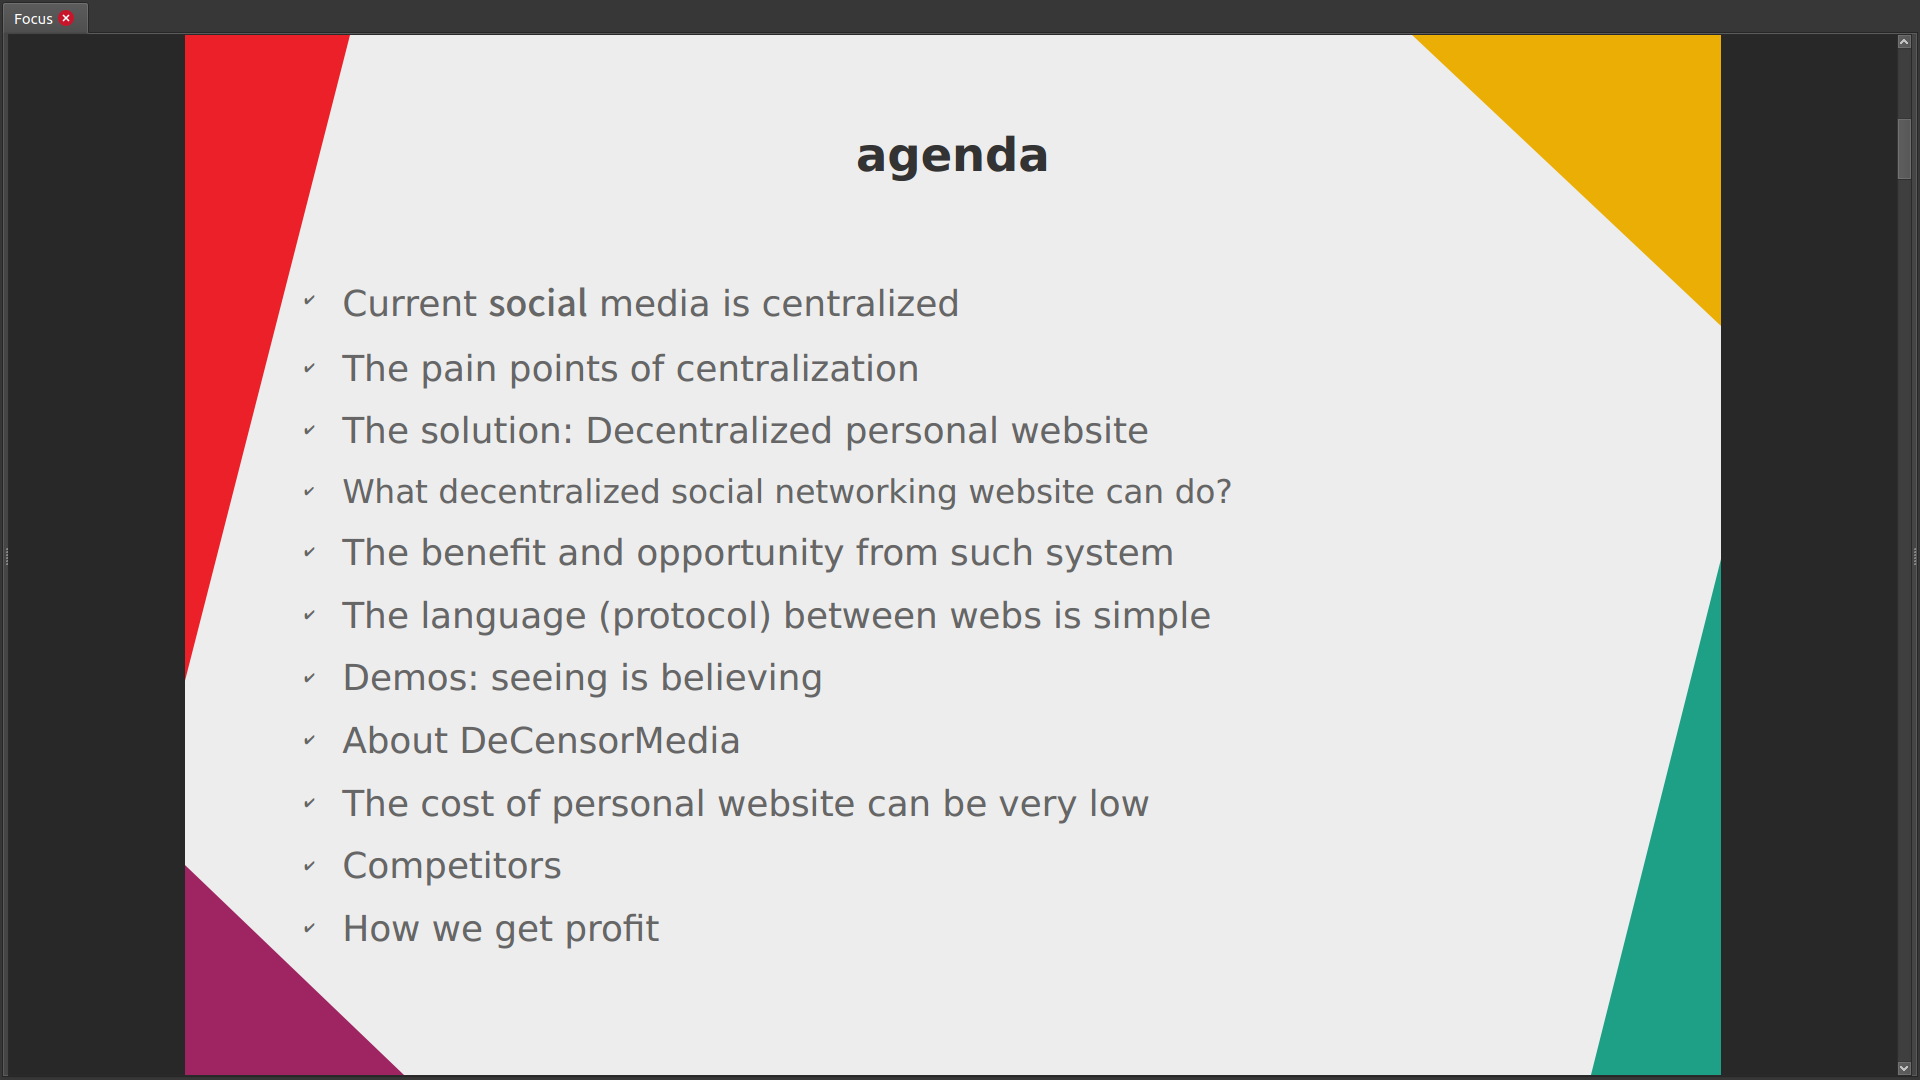 Focus
agenda
✔ Current social media is centralized
✔ The pain points of centralization
✔ The solution: Decentralized personal website
✔ What decentralized social networking website can do?
✔ The benefit and opportunity from such system
✔ The language (protocol) between webs is simple
✔ Demos: seeing is believing
✔ About DeCensorMedia
✔ The cost of personal website can be very low
✔ Competitors
✔ How we get profit